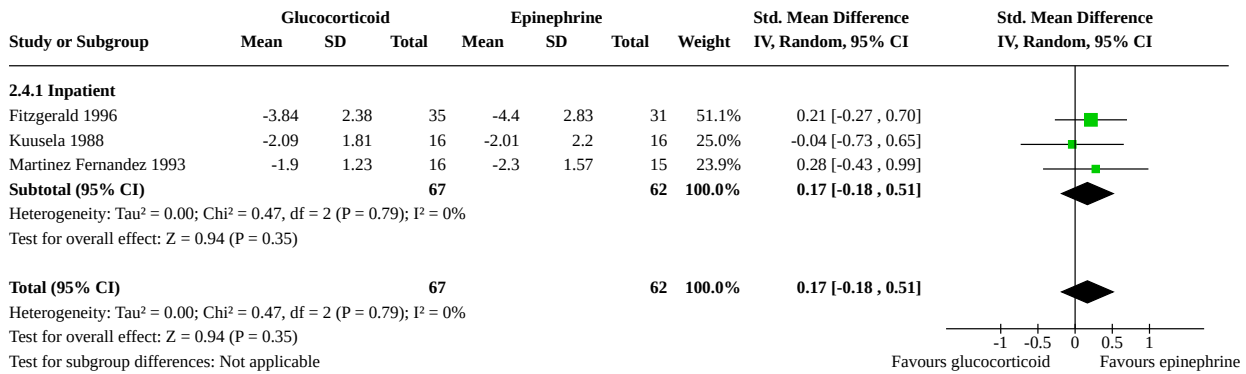 Glucocorticoid Epinephrine Std. Mean Difference Std. Mean Difference
Study or Subgroup Mean SD Total Mean SD Total Weight IV, Random, 95% CI IV, Random, 95% CI
2.4.1 Inpatient
Fitzgerald 1996 -3.84 2.38 35 -4.4 2.83 31 51.1% 0.21 [-0.27 , 0.70]
Kuusela 1988 -2.09 1.81 16 -2.01 2.2 16 25.0% -0.04 [-0.73 , 0.65]
Martinez Fernandez 1993 -1.9 1.23 16 -2.3 1.57 15 23.9% 0.28 [-0.43 , 0.99]
Subtotal (95% CI) 67 62 100.0% 0.17 [-0.18 , 0.51]
Heterogeneity: Tau² = 0.00; Chi² = 0.47, df = 2 (P = 0.79); I² = 0%
Test for overall effect: Z = 0.94 (P = 0.35)
Total (95% CI) 67 62 100.0% 0.17 [-0.18 , 0.51]
Heterogeneity: Tau² = 0.00; Chi² = 0.47, df = 2 (P = 0.79); I² = 0%
Test for overall effect: Z = 0.94 (P = 0.35) -1 -0.5 0 0.5 1
Test for subgroup differences: Not applicable Favours glucocorticoid Favours epinephrine